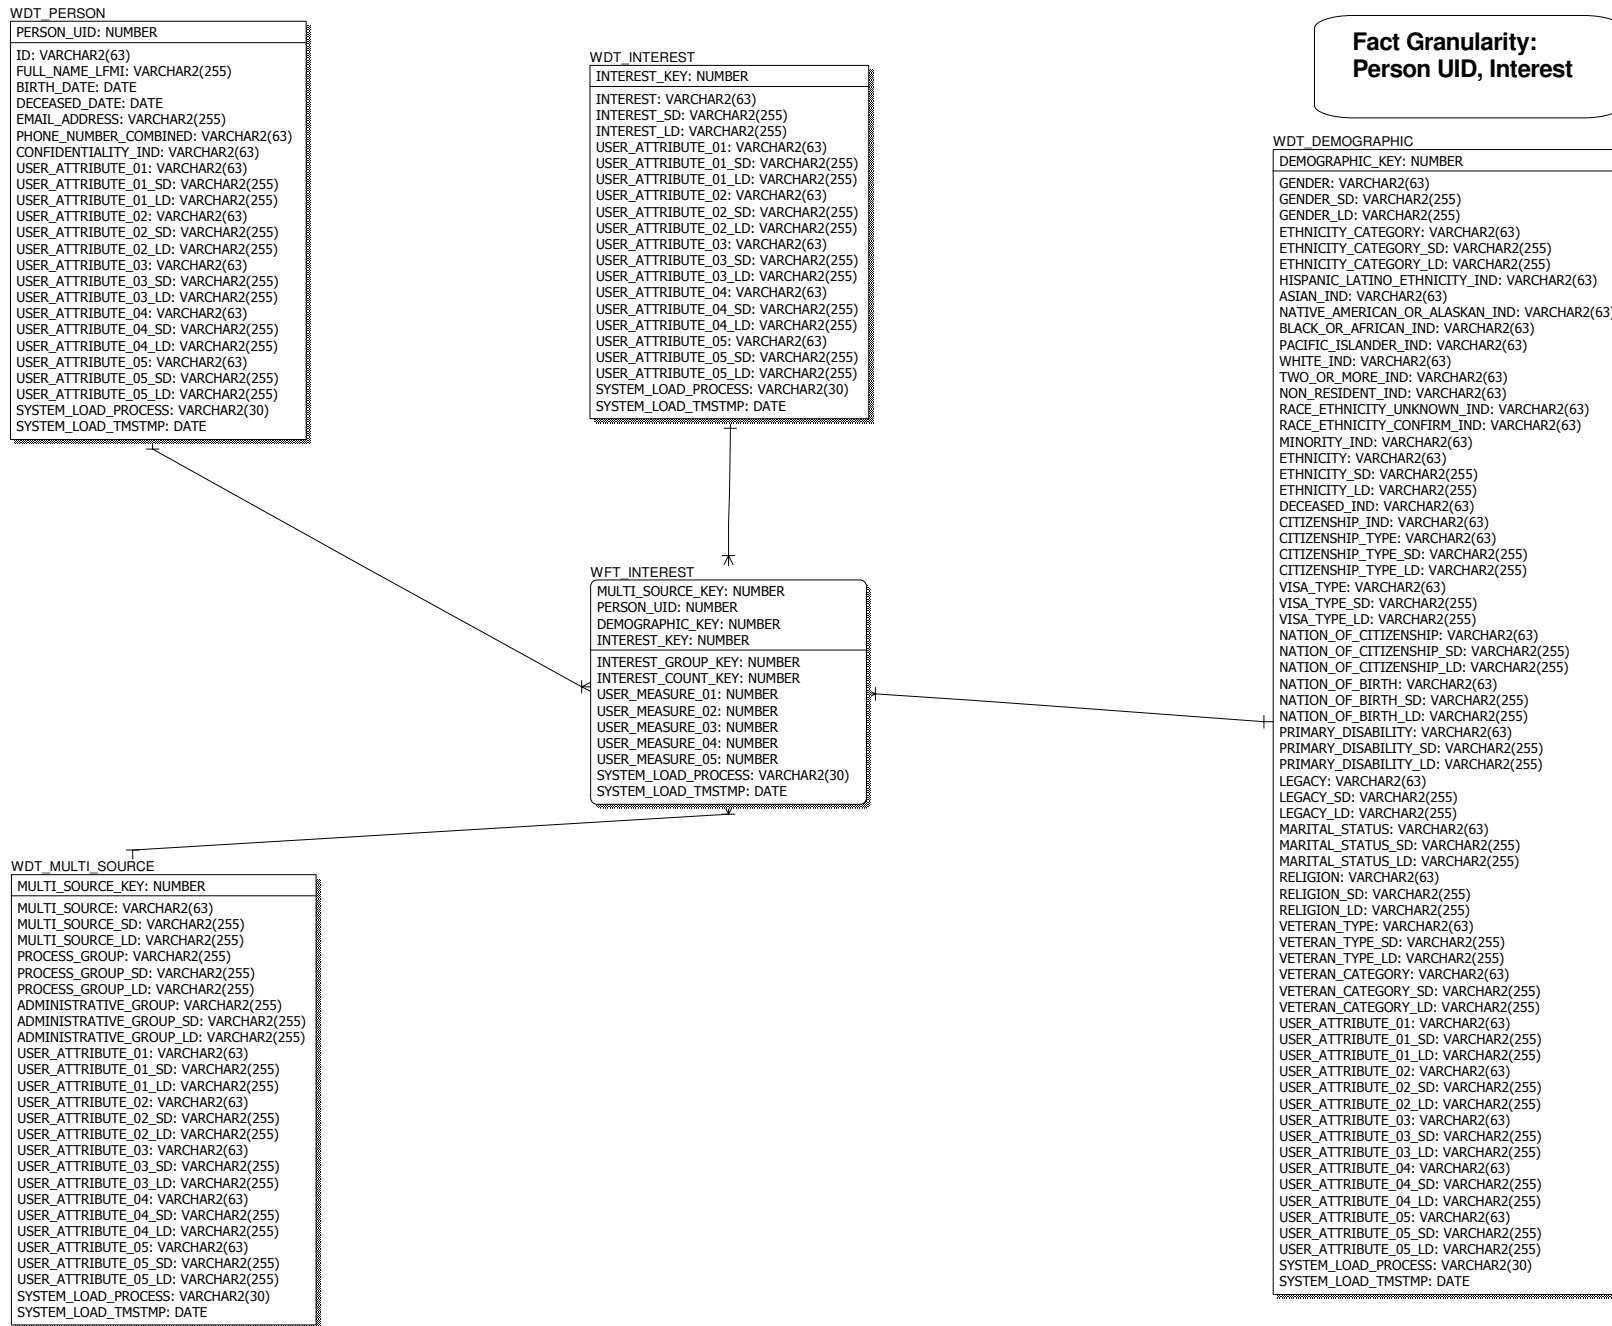 WDT_PERSON
PERSON_UID: NUMBER
ID: VARCHAR2(63)
FULL_NAME_LFMI: VARCHAR2(255)
BIRTH_DATE: DATE
DECEASED_DATE: DATE
EMAIL_ADDRESS: VARCHAR2(255)
PHONE_NUMBER_COMBINED: VARCHAR2(63)
CONFIDENTIALITY_IND: VARCHAR2(63)
USER_ATTRIBUTE_01: VARCHAR2(63)
USER_ATTRIBUTE_01_SD: VARCHAR2(255)
USER_ATTRIBUTE_01_LD: VARCHAR2(255)
USER_ATTRIBUTE_02: VARCHAR2(63)
USER_ATTRIBUTE_02_SD: VARCHAR2(255)
USER_ATTRIBUTE_02_LD: VARCHAR2(255)
USER_ATTRIBUTE_03: VARCHAR2(63)
USER_ATTRIBUTE_03_SD: VARCHAR2(255)
USER_ATTRIBUTE_03_LD: VARCHAR2(255)
USER_ATTRIBUTE_04: VARCHAR2(63)
USER_ATTRIBUTE_04_SD: VARCHAR2(255)
USER_ATTRIBUTE_04_LD: VARCHAR2(255)
USER_ATTRIBUTE_05: VARCHAR2(63)
USER_ATTRIBUTE_05_SD: VARCHAR2(255)
USER_ATTRIBUTE_05_LD: VARCHAR2(255)
SYSTEM_LOAD_PROCESS: VARCHAR2(30)
SYSTEM_LOAD_TMSTMP: DATE
WDT_INTEREST
INTEREST_KEY: NUMBER
INTEREST: VARCHAR2(63)
INTEREST_SD: VARCHAR2(255)
INTEREST_LD: VARCHAR2(255)
USER_ATTRIBUTE_01: VARCHAR2(63)
USER_ATTRIBUTE_01_SD: VARCHAR2(255)
USER_ATTRIBUTE_01_LD: VARCHAR2(255)
USER_ATTRIBUTE_02: VARCHAR2(63)
USER_ATTRIBUTE_02_SD: VARCHAR2(255)
USER_ATTRIBUTE_02_LD: VARCHAR2(255)
USER_ATTRIBUTE_03: VARCHAR2(63)
USER_ATTRIBUTE_03_SD: VARCHAR2(255)
USER_ATTRIBUTE_03_LD: VARCHAR2(255)
USER_ATTRIBUTE_04: VARCHAR2(63)
USER_ATTRIBUTE_04_SD: VARCHAR2(255)
USER_ATTRIBUTE_04_LD: VARCHAR2(255)
USER_ATTRIBUTE_05: VARCHAR2(63)
USER_ATTRIBUTE_05_SD: VARCHAR2(255)
USER_ATTRIBUTE_05_LD: VARCHAR2(255)
SYSTEM_LOAD_PROCESS: VARCHAR2(30)
SYSTEM_LOAD_TMSTMP: DATE
Fact Granularity:
Person UID, Interest
WDT_DEMOGRAPHIC
DEMOGRAPHIC_KEY: NUMBER
GENDER: VARCHAR2(63)
GENDER_SD: VARCHAR2(255)
GENDER_LD: VARCHAR2(255)
ETHNICITY_CATEGORY: VARCHAR2(63)
ETHNICITY_CATEGORY_SD: VARCHAR2(255)
ETHNICITY_CATEGORY_LD: VARCHAR2(255)
HISPANIC_LATINO_ETHNICITY_IND: VARCHAR2(63)
ASIAN_IND: VARCHAR2(63)
NATIVE_AMERICAN_OR_ALASKAN_IND: VARCHAR2(63)
BLACK_OR_AFRICAN_IND: VARCHAR2(63)
PACIFIC_ISLANDER_IND: VARCHAR2(63)
WHITE_IND: VARCHAR2(63)
TWO_OR_MORE_IND: VARCHAR2(63)
NON_RESIDENT_IND: VARCHAR2(63)
RACE_ETHNICITY_UNKNOWN_IND: VARCHAR2(63)
RACE_ETHNICITY_CONFIRM_IND: VARCHAR2(63)
MINORITY_IND: VARCHAR2(63)
ETHNICITY: VARCHAR2(63)
ETHNICITY_SD: VARCHAR2(255)
ETHNICITY_LD: VARCHAR2(255)
DECEASED_IND: VARCHAR2(63)
CITIZENSHIP_IND: VARCHAR2(63)
CITIZENSHIP_TYPE: VARCHAR2(63)
CITIZENSHIP_TYPE_SD: VARCHAR2(255)
CITIZENSHIP_TYPE_LD: VARCHAR2(255)
VISA_TYPE: VARCHAR2(63)
VISA_TYPE_SD: VARCHAR2(255)
VISA_TYPE_LD: VARCHAR2(255)
NATION_OF_CITIZENSHIP: VARCHAR2(63)
NATION_OF_CITIZENSHIP_SD: VARCHAR2(255)
NATION_OF_CITIZENSHIP_LD: VARCHAR2(255)
NATION_OF_BIRTH: VARCHAR2(63)
NATION_OF_BIRTH_SD: VARCHAR2(255)
NATION_OF_BIRTH_LD: VARCHAR2(255)
PRIMARY_DISABILITY: VARCHAR2(63)
PRIMARY_DISABILITY_SD: VARCHAR2(255)
PRIMARY_DISABILITY_LD: VARCHAR2(255)
LEGACY: VARCHAR2(63)
LEGACY_SD: VARCHAR2(255)
LEGACY_LD: VARCHAR2(255)
MARITAL_STATUS: VARCHAR2(63)
MARITAL_STATUS_SD: VARCHAR2(255)
MARITAL_STATUS_LD: VARCHAR2(255)
RELIGION: VARCHAR2(63)
RELIGION_SD: VARCHAR2(255)
RELIGION_LD: VARCHAR2(255)
VETERAN_TYPE: VARCHAR2(63)
VETERAN_TYPE_SD: VARCHAR2(255)
VETERAN_TYPE_LD: VARCHAR2(255)
VETERAN_CATEGORY: VARCHAR2(63)
VETERAN_CATEGORY_SD: VARCHAR2(255)
VETERAN_CATEGORY_LD: VARCHAR2(255)
USER_ATTRIBUTE_01: VARCHAR2(63)
USER_ATTRIBUTE_01_SD: VARCHAR2(255)
USER_ATTRIBUTE_01_LD: VARCHAR2(255)
USER_ATTRIBUTE_02: VARCHAR2(63)
USER_ATTRIBUTE_02_SD: VARCHAR2(255)
USER_ATTRIBUTE_02_LD: VARCHAR2(255)
USER_ATTRIBUTE_03: VARCHAR2(63)
USER_ATTRIBUTE_03_SD: VARCHAR2(255)
USER_ATTRIBUTE_03_LD: VARCHAR2(255)
USER_ATTRIBUTE_04: VARCHAR2(63)
USER_ATTRIBUTE_04_SD: VARCHAR2(255)
USER_ATTRIBUTE_04_LD: VARCHAR2(255)
USER_ATTRIBUTE_05: VARCHAR2(63)
USER_ATTRIBUTE_05_SD: VARCHAR2(255)
USER_ATTRIBUTE_05_LD: VARCHAR2(255)
SYSTEM_LOAD_PROCESS: VARCHAR2(30)
SYSTEM_LOAD_TMSTMP: DATE
WFT_INTEREST
MULTI_SOURCE_KEY: NUMBER
PERSON_UID: NUMBER
DEMOGRAPHIC_KEY: NUMBER
INTEREST_KEY: NUMBER
INTEREST_GROUP_KEY: NUMBER
INTEREST_COUNT_KEY: NUMBER
USER_MEASURE_01: NUMBER
USER_MEASURE_02: NUMBER
USER_MEASURE_03: NUMBER
USER_MEASURE_04: NUMBER
USER_MEASURE_05: NUMBER
SYSTEM_LOAD_PROCESS: VARCHAR2(30)
SYSTEM_LOAD_TMSTMP: DATE
WDT_MULTI_SOURCE
MULTI_SOURCE_KEY: NUMBER
MULTI_SOURCE: VARCHAR2(63)
MULTI_SOURCE_SD: VARCHAR2(255)
MULTI_SOURCE_LD: VARCHAR2(255)
PROCESS_GROUP: VARCHAR2(255)
PROCESS_GROUP_SD: VARCHAR2(255)
PROCESS_GROUP_LD: VARCHAR2(255)
ADMINISTRATIVE_GROUP: VARCHAR2(255)
ADMINISTRATIVE_GROUP_SD: VARCHAR2(255)
ADMINISTRATIVE_GROUP_LD: VARCHAR2(255)
USER_ATTRIBUTE_01: VARCHAR2(63)
USER_ATTRIBUTE_01_SD: VARCHAR2(255)
USER_ATTRIBUTE_01_LD: VARCHAR2(255)
USER_ATTRIBUTE_02: VARCHAR2(63)
USER_ATTRIBUTE_02_SD: VARCHAR2(255)
USER_ATTRIBUTE_02_LD: VARCHAR2(255)
USER_ATTRIBUTE_03: VARCHAR2(63)
USER_ATTRIBUTE_03_SD: VARCHAR2(255)
USER_ATTRIBUTE_03_LD: VARCHAR2(255)
USER_ATTRIBUTE_04: VARCHAR2(63)
USER_ATTRIBUTE_04_SD: VARCHAR2(255)
USER_ATTRIBUTE_04_LD: VARCHAR2(255)
USER_ATTRIBUTE_05: VARCHAR2(63)
USER_ATTRIBUTE_05_SD: VARCHAR2(255)
USER_ATTRIBUTE_05_LD: VARCHAR2(255)
SYSTEM_LOAD_PROCESS: VARCHAR2(30)
SYSTEM_LOAD_TMSTMP: DATE